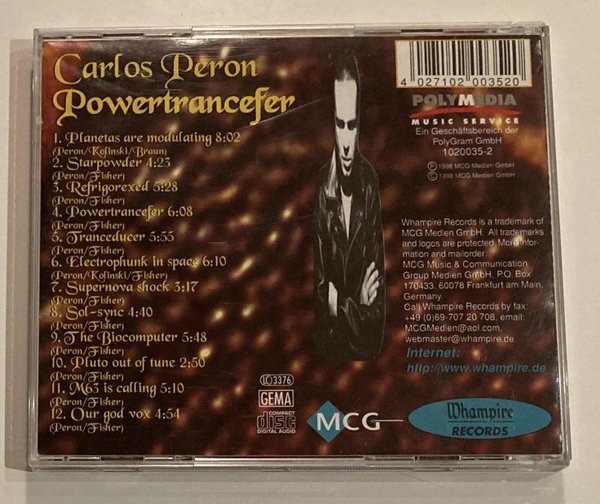 Carlos Peron
Powertrancefer
1. Planetas are modulating 8:02
(Peron/Kolinski/Braun)
2. Starpowder 4:23
(Peron/Fisher)
3. Refrigorexed 5:28
(Peron/Fisher)
4. Powertrancefer 6:08
(Peron/Fisher)
5. Tranceducer 5:55
(Peron/Fisher)
6. Electrophunk in space 6:10
(Peron/Kolinski/Fisher)
7. Supernova shock 3:17
(Peron/Fisher)
8. Sol-sync 4:40
(Peron/Fisher)
9. The Biocomputer 5:48
(Peron/Fisher)
10. Pluto out of tune 2:50
(Peron/Fisher)
11. M65 is calling 5:10
(Peron/Fisher)
12. Our god vox 4:54
(Peron/Fisher)
4 027102 003520
POLYMEDIA
MUSIC SERVICE
Ein Geschäftsbereich der
PolyGram GmbH
1020035-2
℗ 1998 MCG Medien GmbH
© 1998 MCG Medien GmbH
Whampire Records is a trademark of
MCG Medien GmbH. All trademarks
and logos are protected. More infor-
mation and mailorder:
MCG Music & Communication
Group Medien GmbH. P.O. Box
170433, 60078 Frankfurt am Main,
Germany.
Call Whampire Records by fax:
+49 (0)69-707 20 708, email:
MCGMedien@aol.com,
webmaster@whampire.de
Internet:
http://www.whampire.de
LC 3376
GEMA
COMPACT
disc
DIGITAL AUDIO
MCG
Whampire
RECORDS